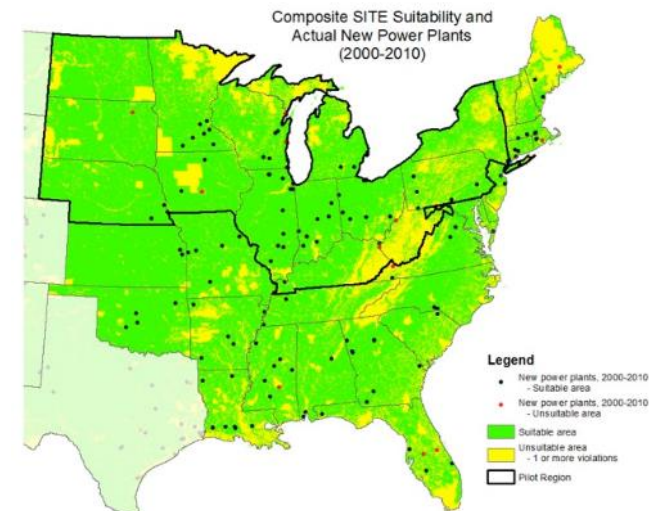 Composite SITE Suitability and
Actual New Power Plants
(2000-2010)
Legend
New power plants, 2000-2010
- Suitable area
New power plants, 2000-2010
- Unsuitable area
Suitable area
Unsuitable area
- 1 or more violations
Pilot Region